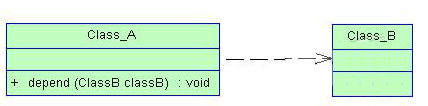 Class_A
Class_B
+ depend (ClassB classB) : void